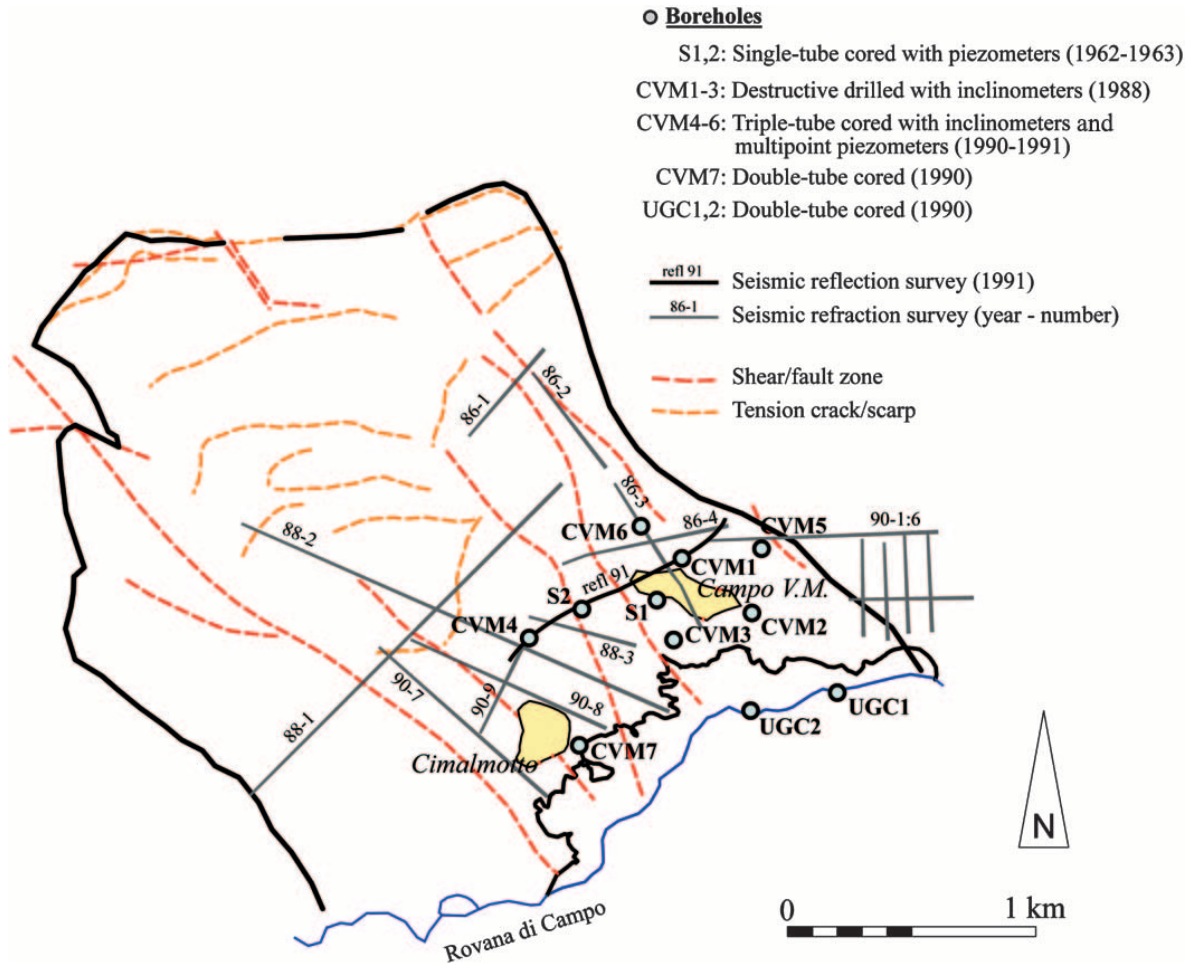 Boreholes
S1,2: Single-tube cored with piezometers (1962-1963)
CVM1-3: Destructive drilled with inclinometers (1988)
CVM4-6: Triple-tube cored with inclinometers and
multipoint piezometers (1990-1991)
CVM7: Double-tube cored (1990)
UGC1,2: Double-tube cored (1990)
refl 91 Seismic reflection survey (1991)
86-1 Seismic refraction survey (year - number)
Shear/fault zone
Tension crack/scarp
86-1
86-2
86-3
86-4
CVM6
CVM5
90-1:6
88-2
CVM1
refl 91
Campo V.M.
S2
S1
CVM4
CVM2
CVM3
88-3
90-7
90-9
90-8
88-1
UGC1
UGC2
CVM7
Cimalmotto
N
0 1 km
Rovana di Campo